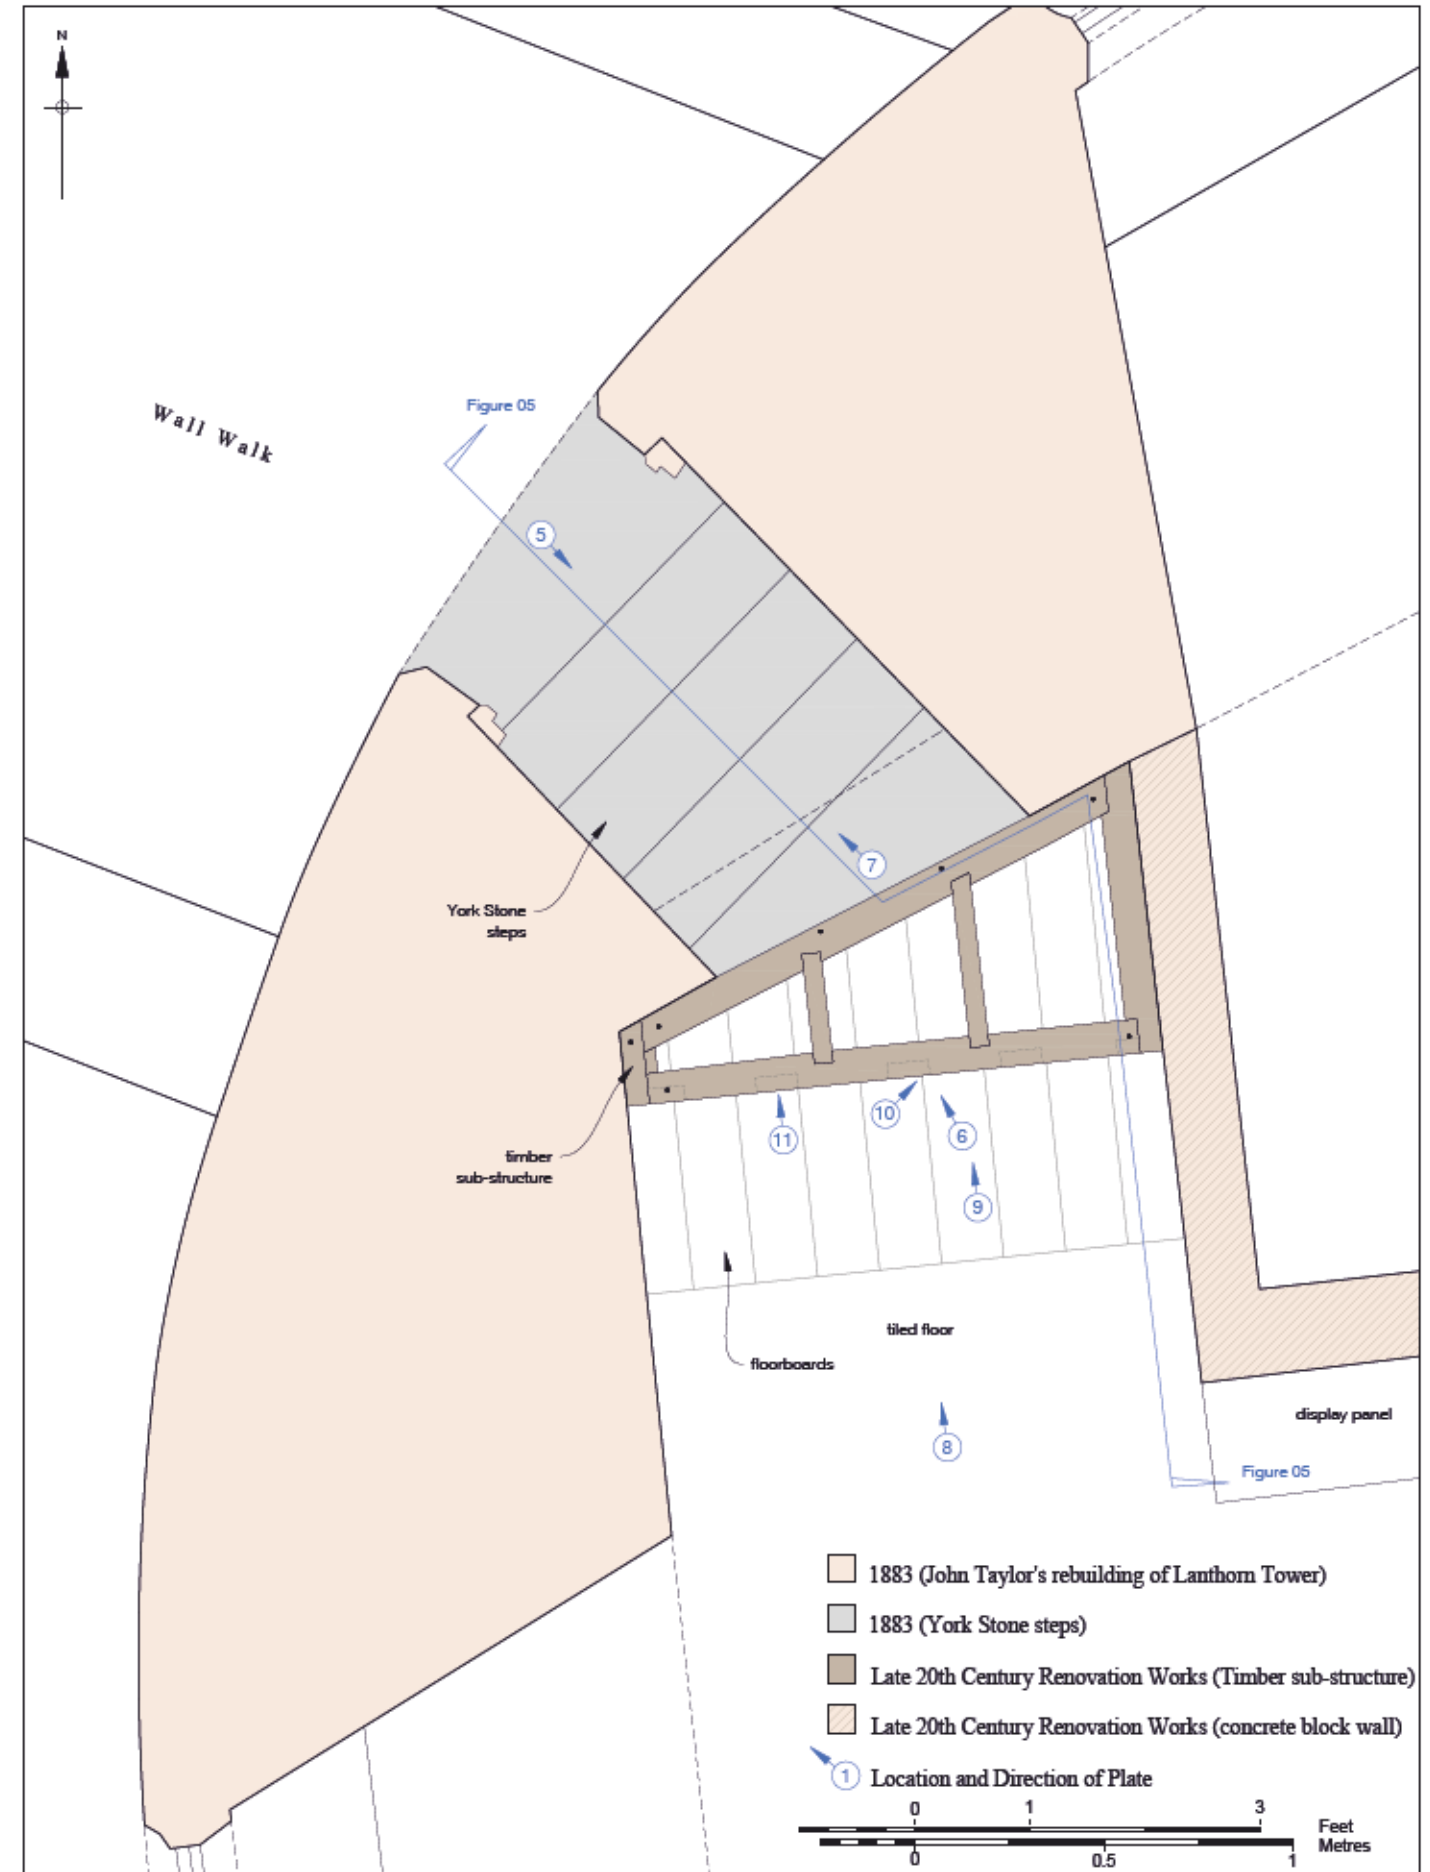 N
Wall Walk
Figure 05
5
7
York Stone
steps
10
11
6
timber
sub-structure
9
tiled floor
floorboards
display panel
8
Figure 05
1883 (John Taylor's rebuilding of Lanthorn Tower)
1883 (York Stone steps)
Late 20th Century Renovation Works (Timber sub-structure)
Late 20th Century Renovation Works (concrete block wall)
1 Location and Direction of Plate
0 1 3
Feet
Metres
0 0.5 1